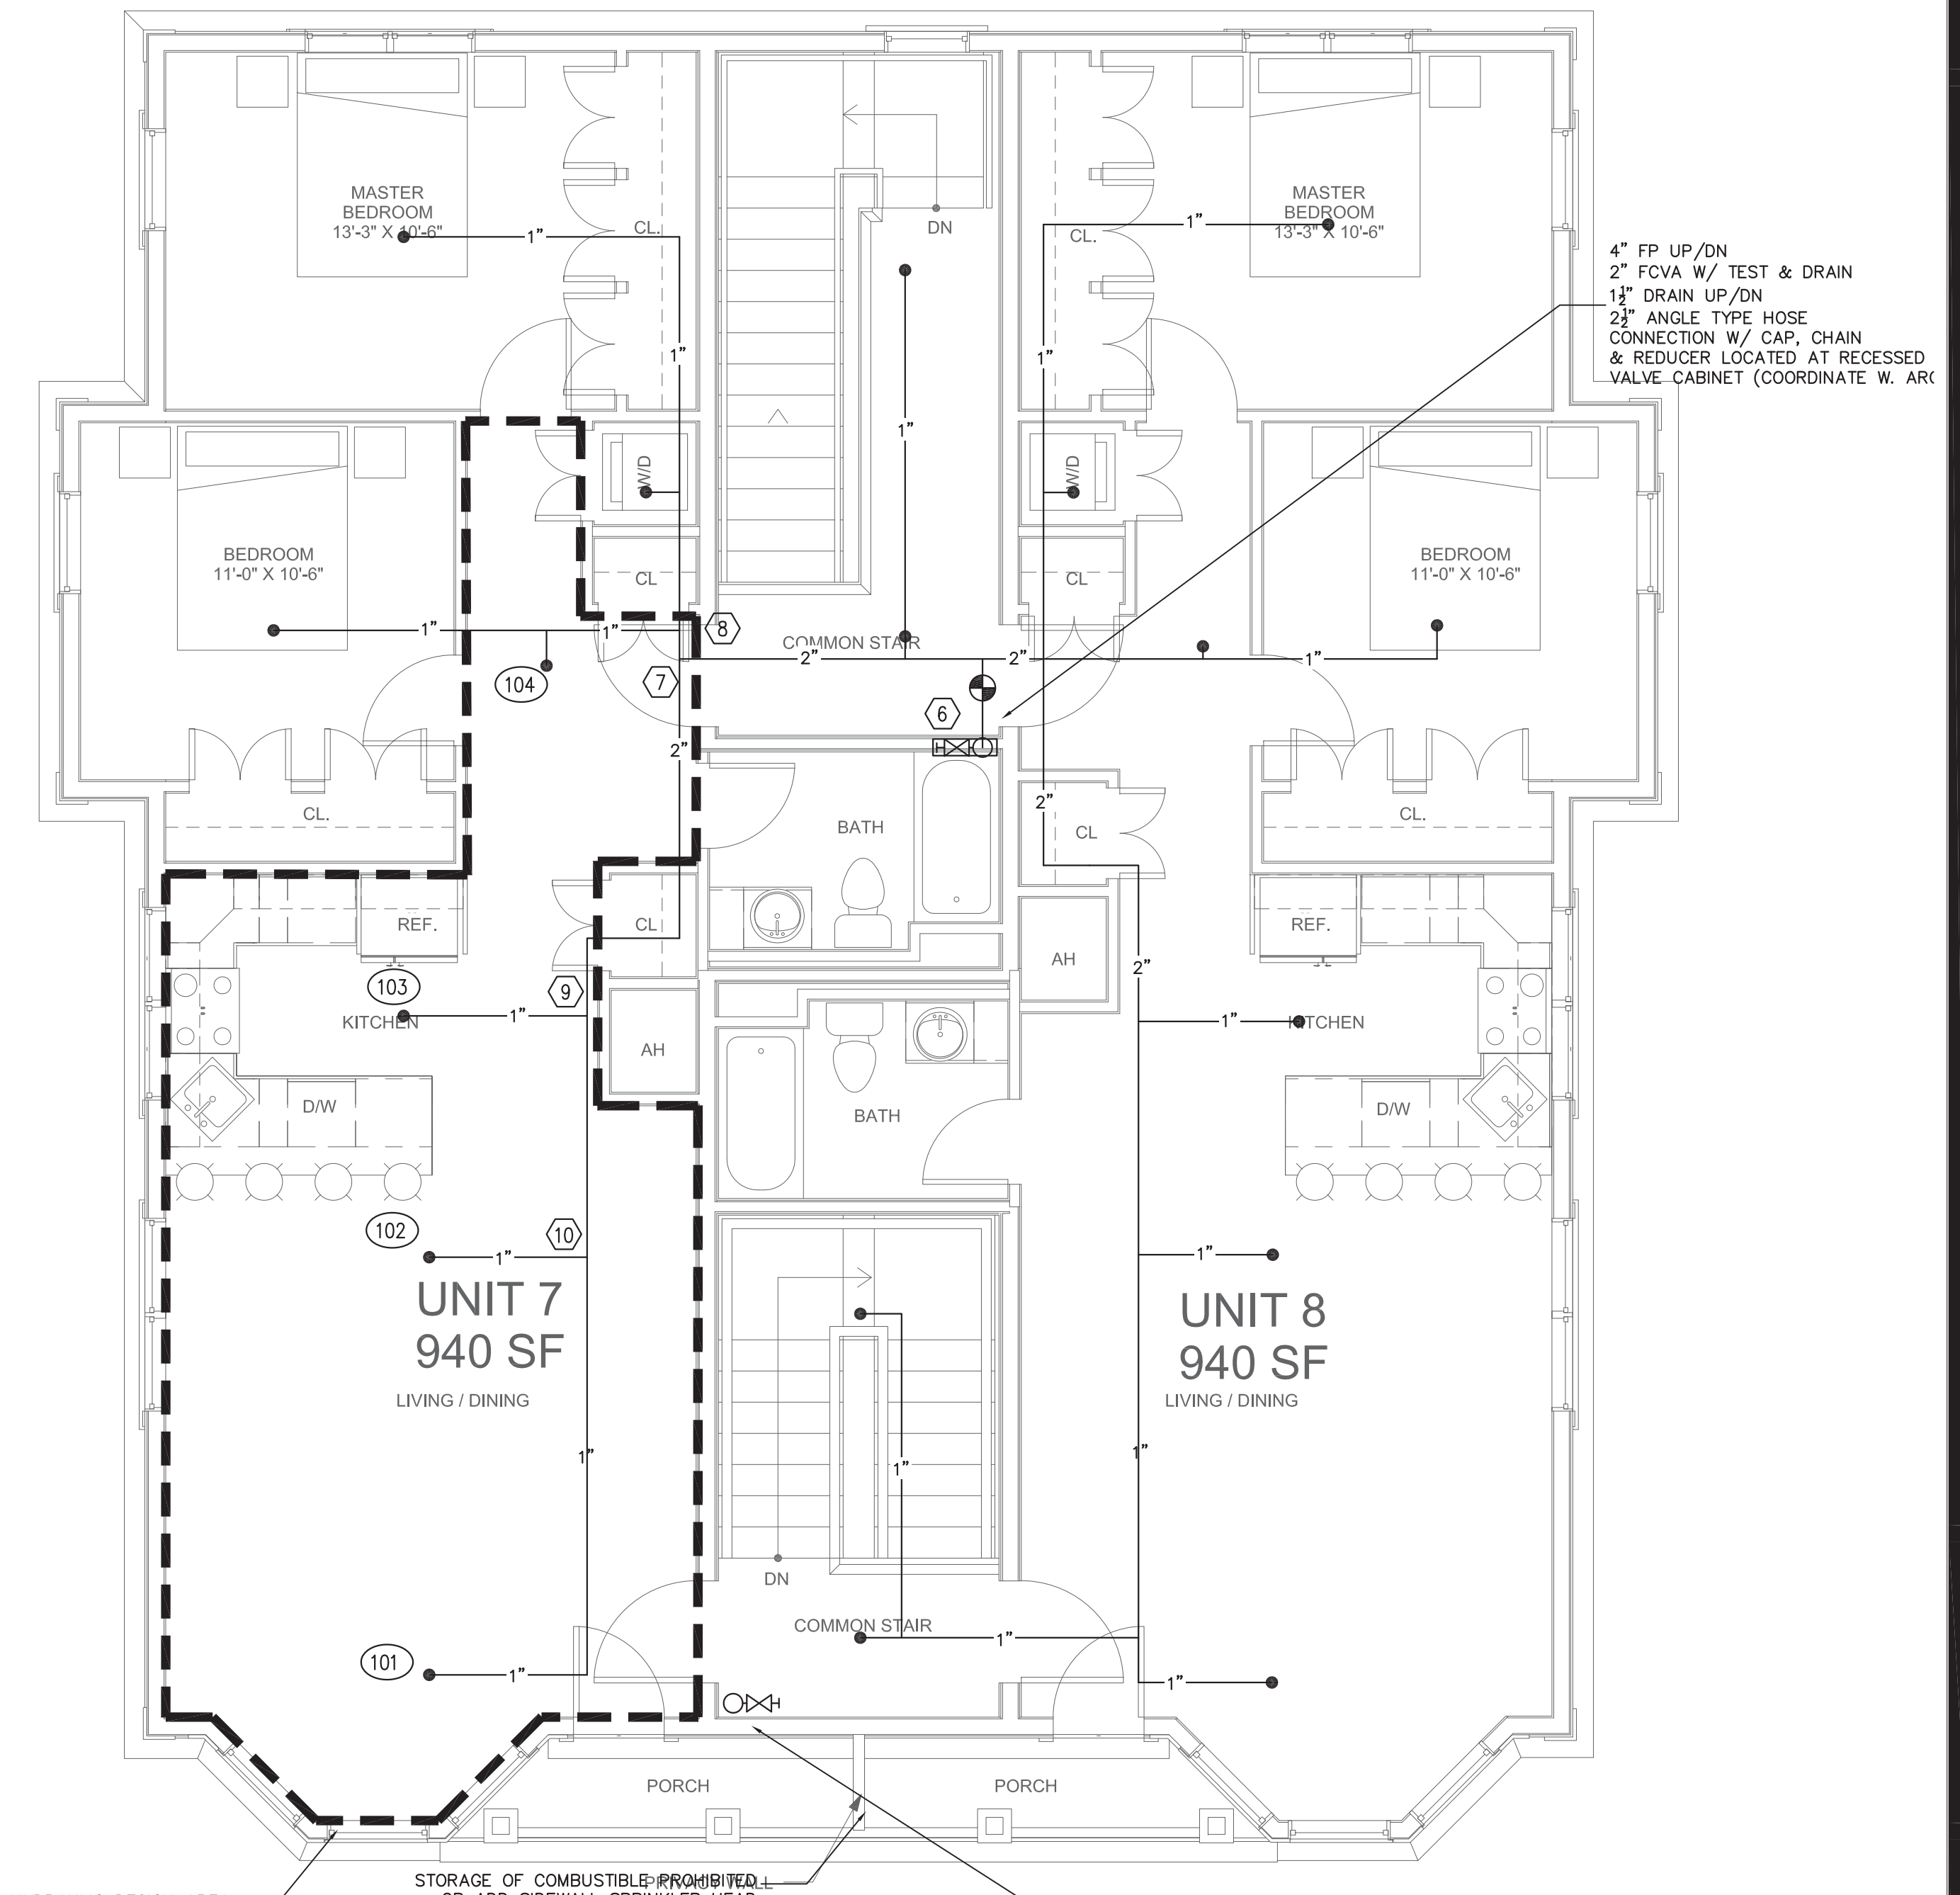 MASTER
BEDROOM
13'-3" X 10'-6"
1"
CL.
1"
DN
1"
CL.
1"
1"
MASTER
BEDROOM
13'-3" X 10'-6"
4" FP UP/DN
2" FCVA W/ TEST & DRAIN
1½" DRAIN UP/DN
2½" ANGLE TYPE HOSE
CONNECTION W/ CAP, CHAIN
& REDUCER LOCATED AT RECESSED
VALVE CABINET (COORDINATE W.
W/D
W/D
BEDROOM
11'-0" X 10'-6"
CL
CL
BEDROOM
11'-0" X 10'-6"
1"
1"
8
COMMON STAIR
2"
2"
1"
104
7
6
2"
2"
CL.
BATH
CL
CL.
REF.
CL
REF.
AH
2"
103
9
KITCHEN
1"
1"
KITCHEN
AH
D/W
BATH
D/W
102
10
1"
1"
UNIT 7
940 SF
LIVING / DINING
UNIT 8
940 SF
LIVING / DINING
1"
1"
1"
DN
COMMON STAIR
1"
101
1"
1"
PORCH
PORCH
STORAGE OF COMBUSTIBLE PROHIBITED
PRIVACY WALL